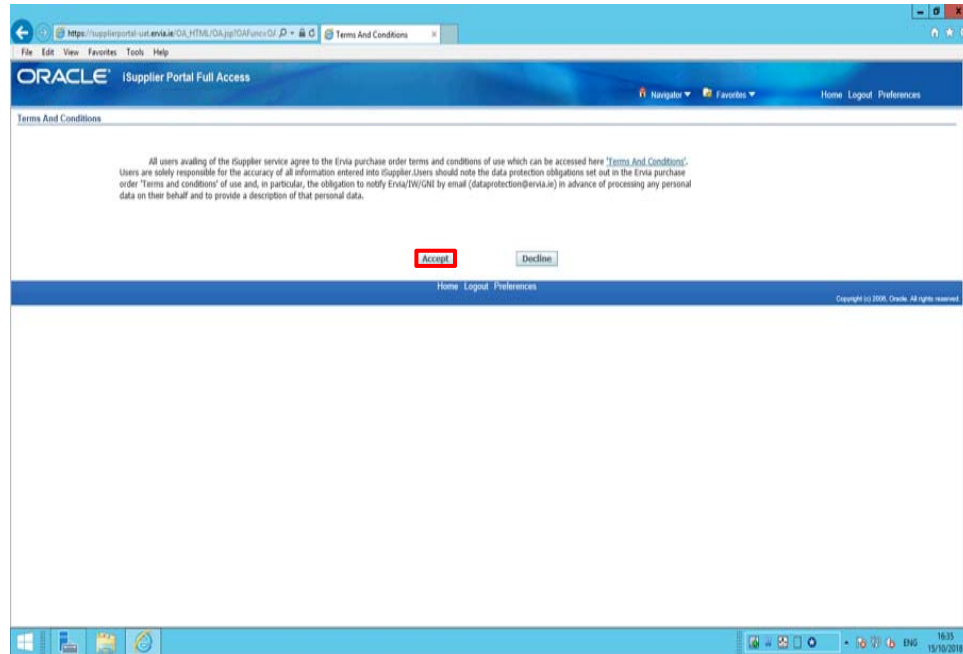 https://supplierportal-uat.ervia.ie/OA_HTML/OA.jsp?OAFunc=OA
Terms And Conditions
File Edit View Favorites Tools Help
ORACLE iSupplier Portal Full Access
Navigator Favorites Home Logout Preferences
Terms And Conditions
All users availing of the iSupplier service agree to the Ervia purchase order terms and conditions of use which can be accessed here 'Terms And Conditions'.
Users are solely responsible for the accuracy of all information entered into iSupplier.Users should note the data protection obligations set out in the Ervia purchase
order 'Terms and conditions' of use and, in particular, the obligation to notify Ervia/IW/GNI by email (dataprotection@ervia.ie) in advance of processing any personal
data on their behalf and to provide a description of that personal data.
Accept Decline
Home Logout Preferences
Copyright (c) 2006, Oracle. All rights reserved.
ENG 16:35
15/10/2018